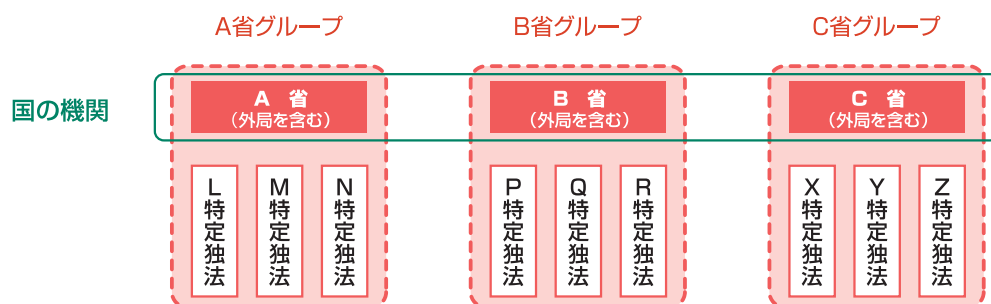 A省グループ
B省グループ
C省グループ
国の機関
A 省
(外局を含む)
B 省
(外局を含む)
C 省
(外局を含む)
L特定独法
M特定独法
N特定独法
P特定独法
Q特定独法
R特定独法
X特定独法
Y特定独法
Z特定独法